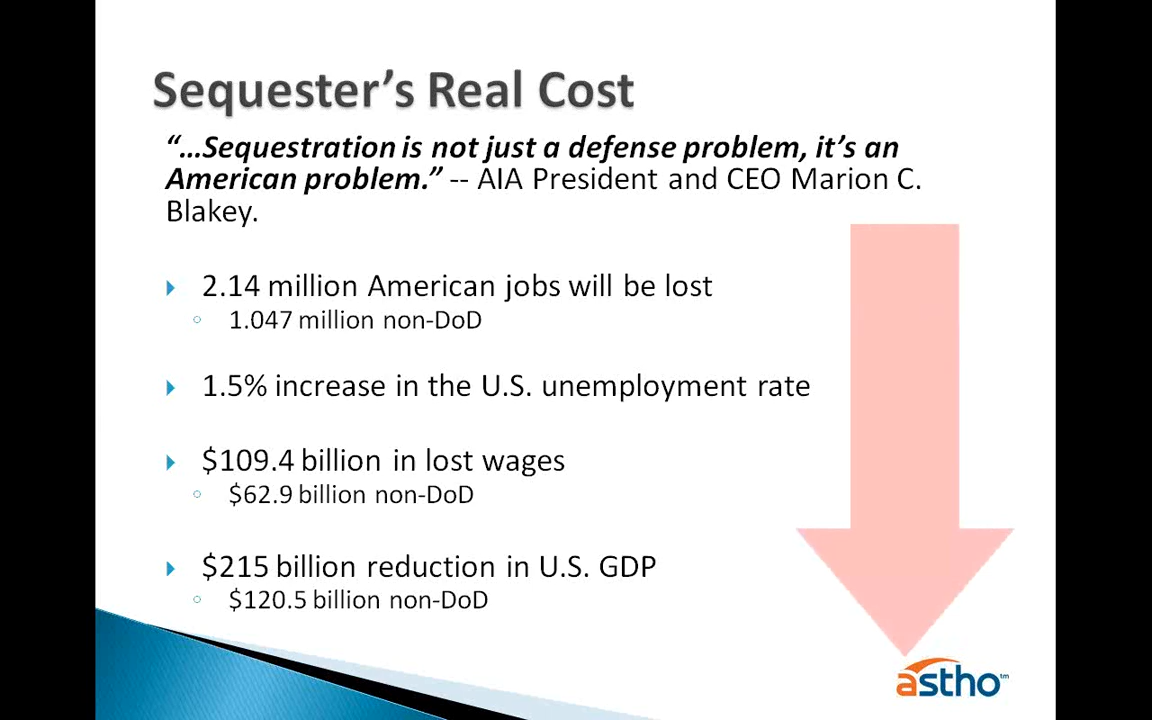 Sequester’s Real Cost
“…Sequestration is not just a defense problem, it’s an
American problem.” -- AIA President and CEO Marion C.
Blakey.
2.14 million American jobs will be lost
1.047 million non-DoD
1.5% increase in the U.S. unemployment rate
$109.4 billion in lost wages
$62.9 billion non-DoD
$215 billion reduction in U.S. GDP
$120.5 billion non-DoD
astho™